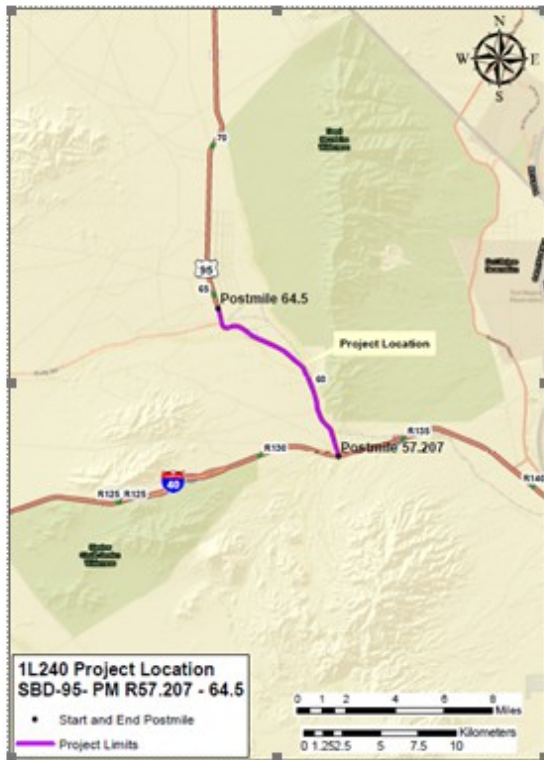 N
W E
S
70
95
65
Postmile 64.5
Project Location
60
Postmile 57.207
R135
R130
R140
40
R125 R125
1L240 Project Location
SBD-95- PM R57.207 - 64.5
Start and End Postmile
Project Limits
0 1 2 4 6 8
Miles
Kilometers
0 1.25 2.5 5 7.5 10